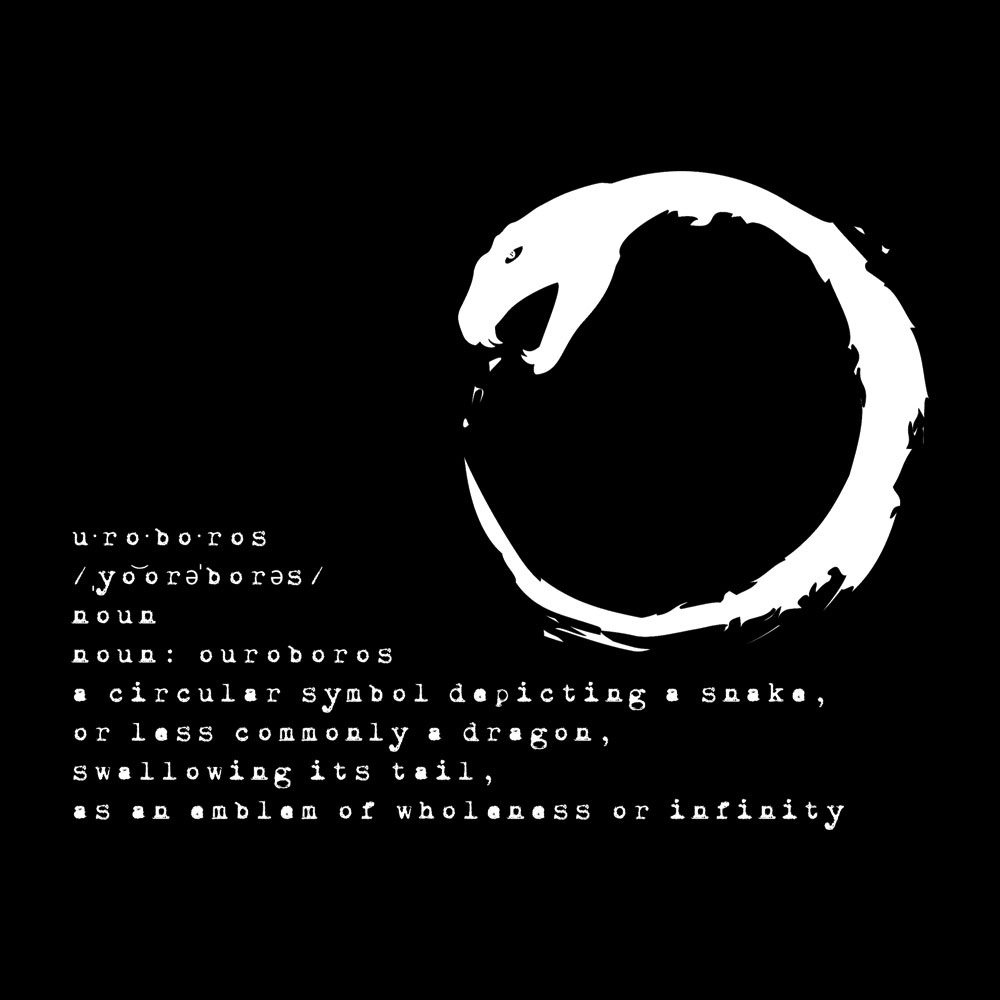 u·ro·bo·ros
/ˌyo͝orəˈborəs/
noun
noun: ouroboros
a circular symbol depicting a snake,
or less commonly a dragon,
swallowing its tail,
as an emblem of wholeness or infinity